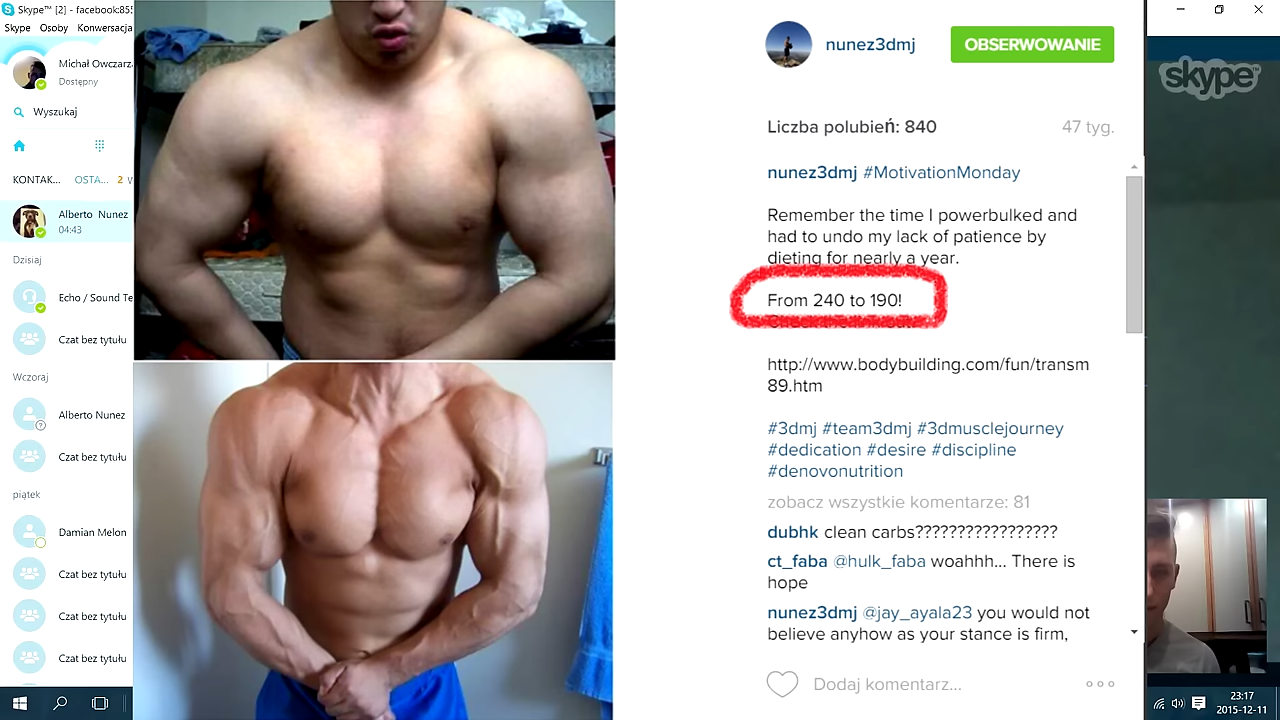 Skype™ [2] - facebook:855
Skype Osoby Konwersacja
Michał Owczarz
Dostępny
Wyszukaj
KONTAK... OSTA...
Alberto Nunez
04:43
Dzisiaj
Echo / Sound Te
Czat bez tytułu
Wczoraj
Alberto Nunez
Czat bez tytułu
piątek
Damian Melon
Czat bez tytułu
Czat bez tytułu
Czat bez tytułu
nunez3dmj
OBSERWOWANIE
Liczba polubień: 840
47 tyg.
nunez3dmj #MotivationMonday
Remember the time I powerbulked and
had to undo my lack of patience by
dieting for nearly a year.
From 240 to 190!
http://www.bodybuilding.com/fun/transm
89.htm
#3dmj #team3dmj #3dmusclejourney
#dedication #desire #discipline
#denovonutrition
zobacz wszystkie komentarze: 81
dubhk clean carbs?????????????????
ct_faba @hulk_faba woahhh... There is
hope
nunez3dmj @jay_ayala23 you would not
believe anyhow as your stance is firm,
Dodaj komentarz...
skype™
23:17
2015-12-11